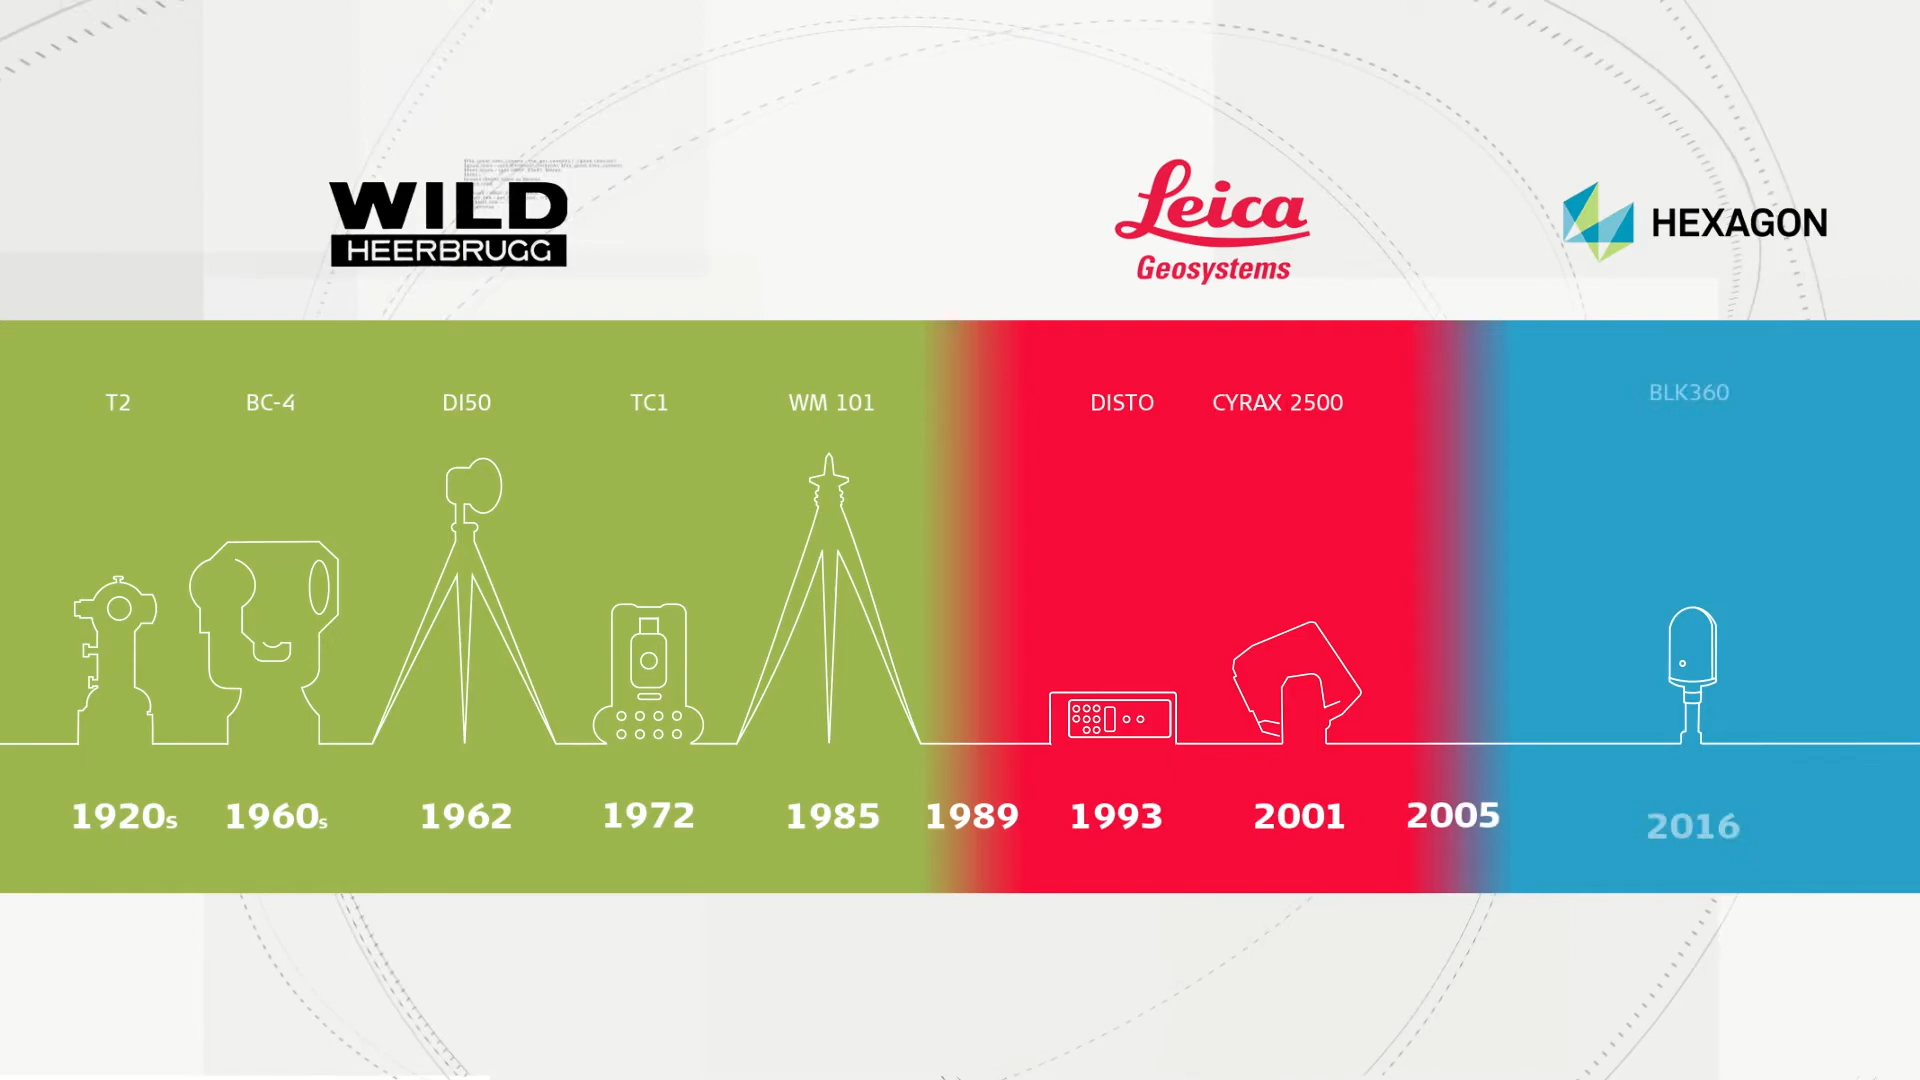 WILD
HEERBRUGG
Leica
Geosystems
HEXAGON
T2 BC-4 DI50 TC1 WM 101 DISTO CYRAX 2500 BLK360
1920s 1960s 1962 1972 1985 1989 1993 2001 2005 2016